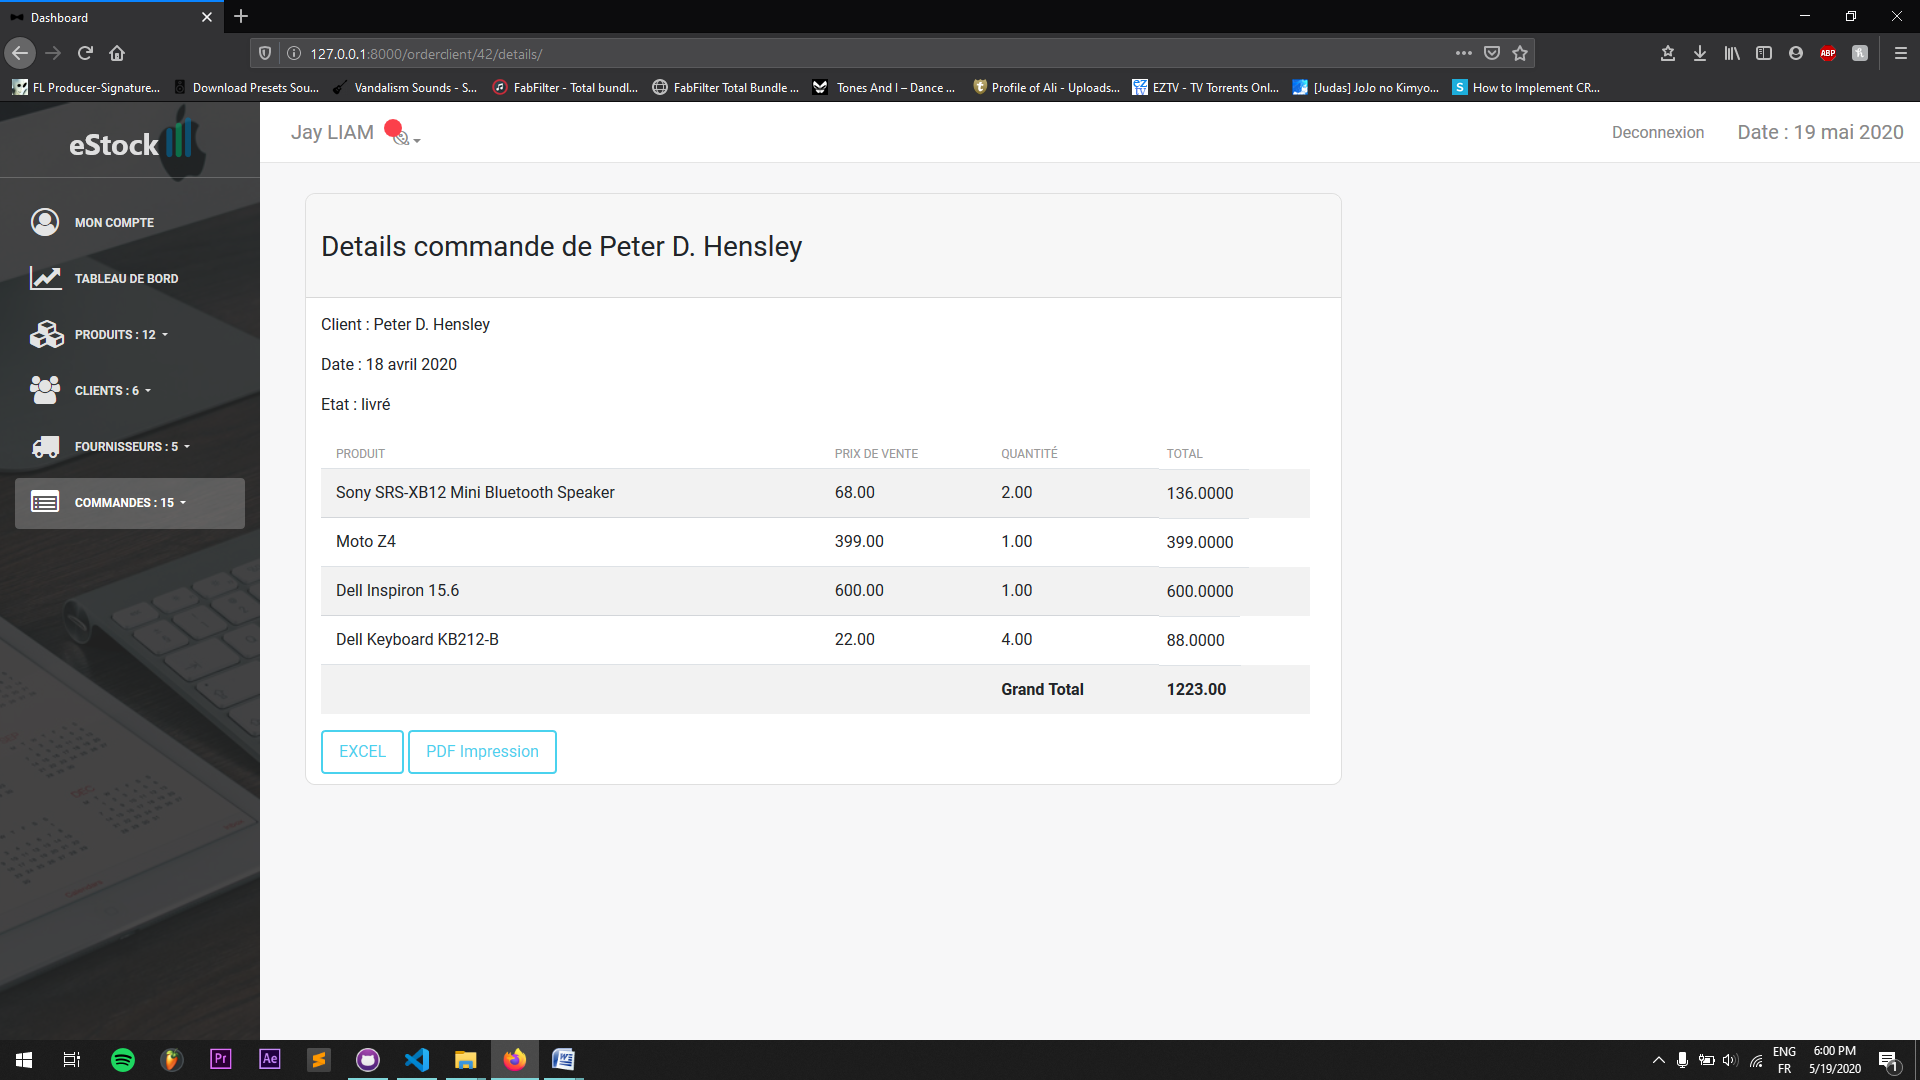 Dashboard
127.0.0.1:8000/orderclient/42/details/
FL Producer-Signature...
Download Presets Sou...
Vandalism Sounds - S...
FabFilter - Total bundl...
FabFilter Total Bundle ...
Tones And I – Dance ...
Profile of Ali - Uploads...
EZTV - TV Torrents Onl...
[Judas] JoJo no Kimyo...
How to Implement CR...
ABP
eStock
Jay LIAM
Deconnexion
Date : 19 mai 2020
MON COMPTE
TABLEAU DE BORD
PRODUITS : 12
CLIENTS : 6
FOURNISSEURS : 5
COMMANDES : 15
Details commande de Peter D. Hensley
Client : Peter D. Hensley
Date : 18 avril 2020
Etat : livré
PRODUIT PRIX DE VENTE QUANTITÉ TOTAL
Sony SRS-XB12 Mini Bluetooth Speaker 68.00 2.00 136.0000
Moto Z4 399.00 1.00 399.0000
Dell Inspiron 15.6 600.00 1.00 600.0000
Dell Keyboard KB212-B 22.00 4.00 88.0000
Grand Total 1223.00
EXCEL PDF Impression
Pr
Ae
ENG
FR
6:00 PM
5/19/2020
1